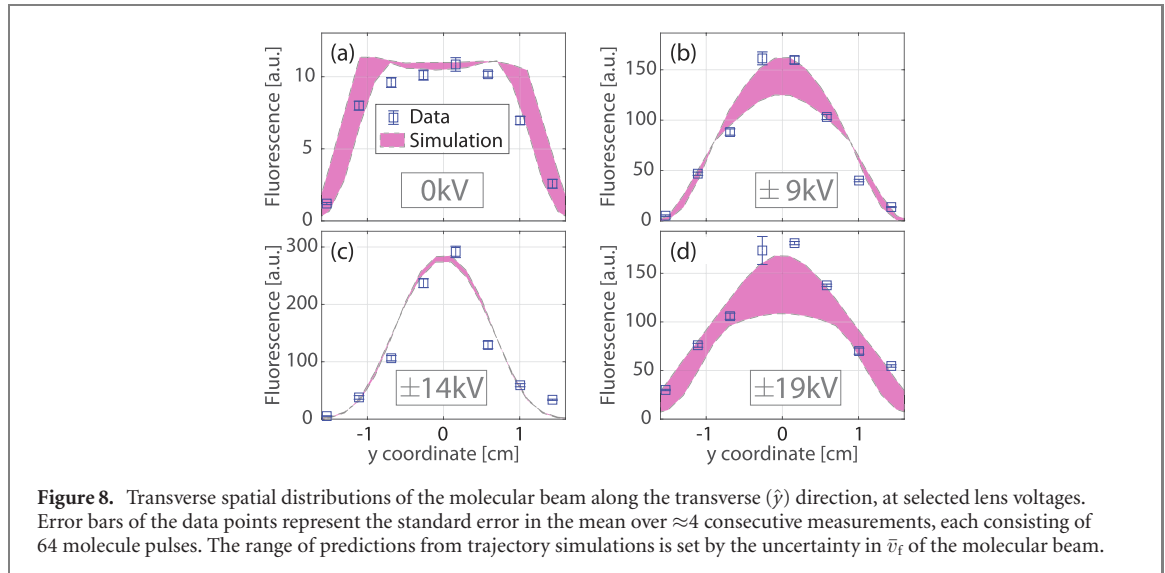 (a)
Fluorescence [a.u.]
10
5
0
Data
Simulation
0kV
(b)
Fluorescence [a.u.]
150
100
50
0
± 9kV
(c)
Fluorescence [a.u.]
300
200
100
0
±14kV
-1 0 1
y coordinate [cm]
(d)
Fluorescence [a.u.]
150
100
50
0
±19kV
-1 0 1
y coordinate [cm]
Figure 8. Transverse spatial distributions of the molecular beam along the transverse (ŷ) direction, at selected lens voltages.
Error bars of the data points represent the standard error in the mean over ≈4 consecutive measurements, each consisting of
64 molecule pulses. The range of predictions from trajectory simulations is set by the uncertainty in v̄f of the molecular beam.